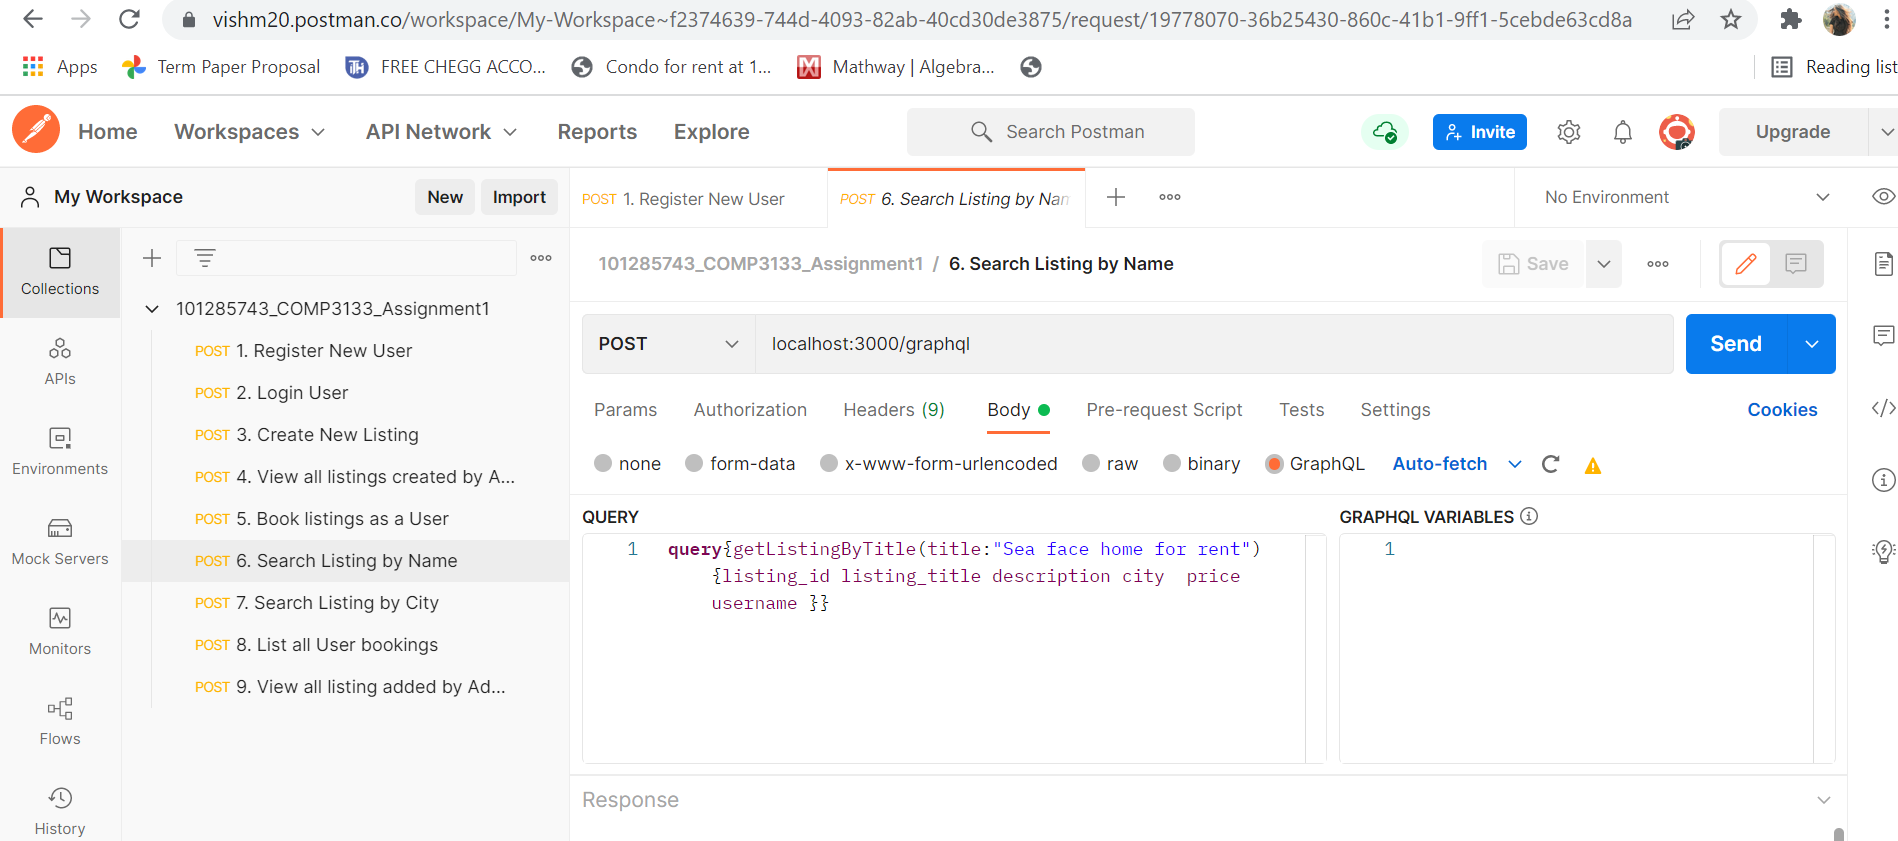 vishm20.postman.co/workspace/My-Workspace~f2374639-744d-4093-82ab-40cd30de3875/request/19778070-36b25430-860c-41b1-9ff1-5cebde63cd8a
Apps Term Paper Proposal FREE CHEGG ACCO... Condo for rent at 1... Mathway | Algebra... Reading list
Home Workspaces API Network Reports Explore Search Postman Invite Upgrade
My Workspace New Import
POST 1. Register New User POST 6. Search Listing by Nan No Environment
Collections
APIs
Environments
Mock Servers
Monitors
Flows
History
101285743_COMP3133_Assignment1
POST 1. Register New User
POST 2. Login User
POST 3. Create New Listing
POST 4. View all listings created by A...
POST 5. Book listings as a User
POST 6. Search Listing by Name
POST 7. Search Listing by City
POST 8. List all User bookings
POST 9. View all listing added by Ad...
101285743_COMP3133_Assignment1 / 6. Search Listing by Name Save
POST localhost:3000/graphql Send
Params Authorization Headers (9) Body Pre-request Script Tests Settings Cookies
none form-data x-www-form-urlencoded raw binary GraphQL Auto-fetch
QUERY
1 query{getListingByTitle(title:"Sea face home for rent")
{listing_id listing_title description city  price
username }}
GRAPHQL VARIABLES
1
Response